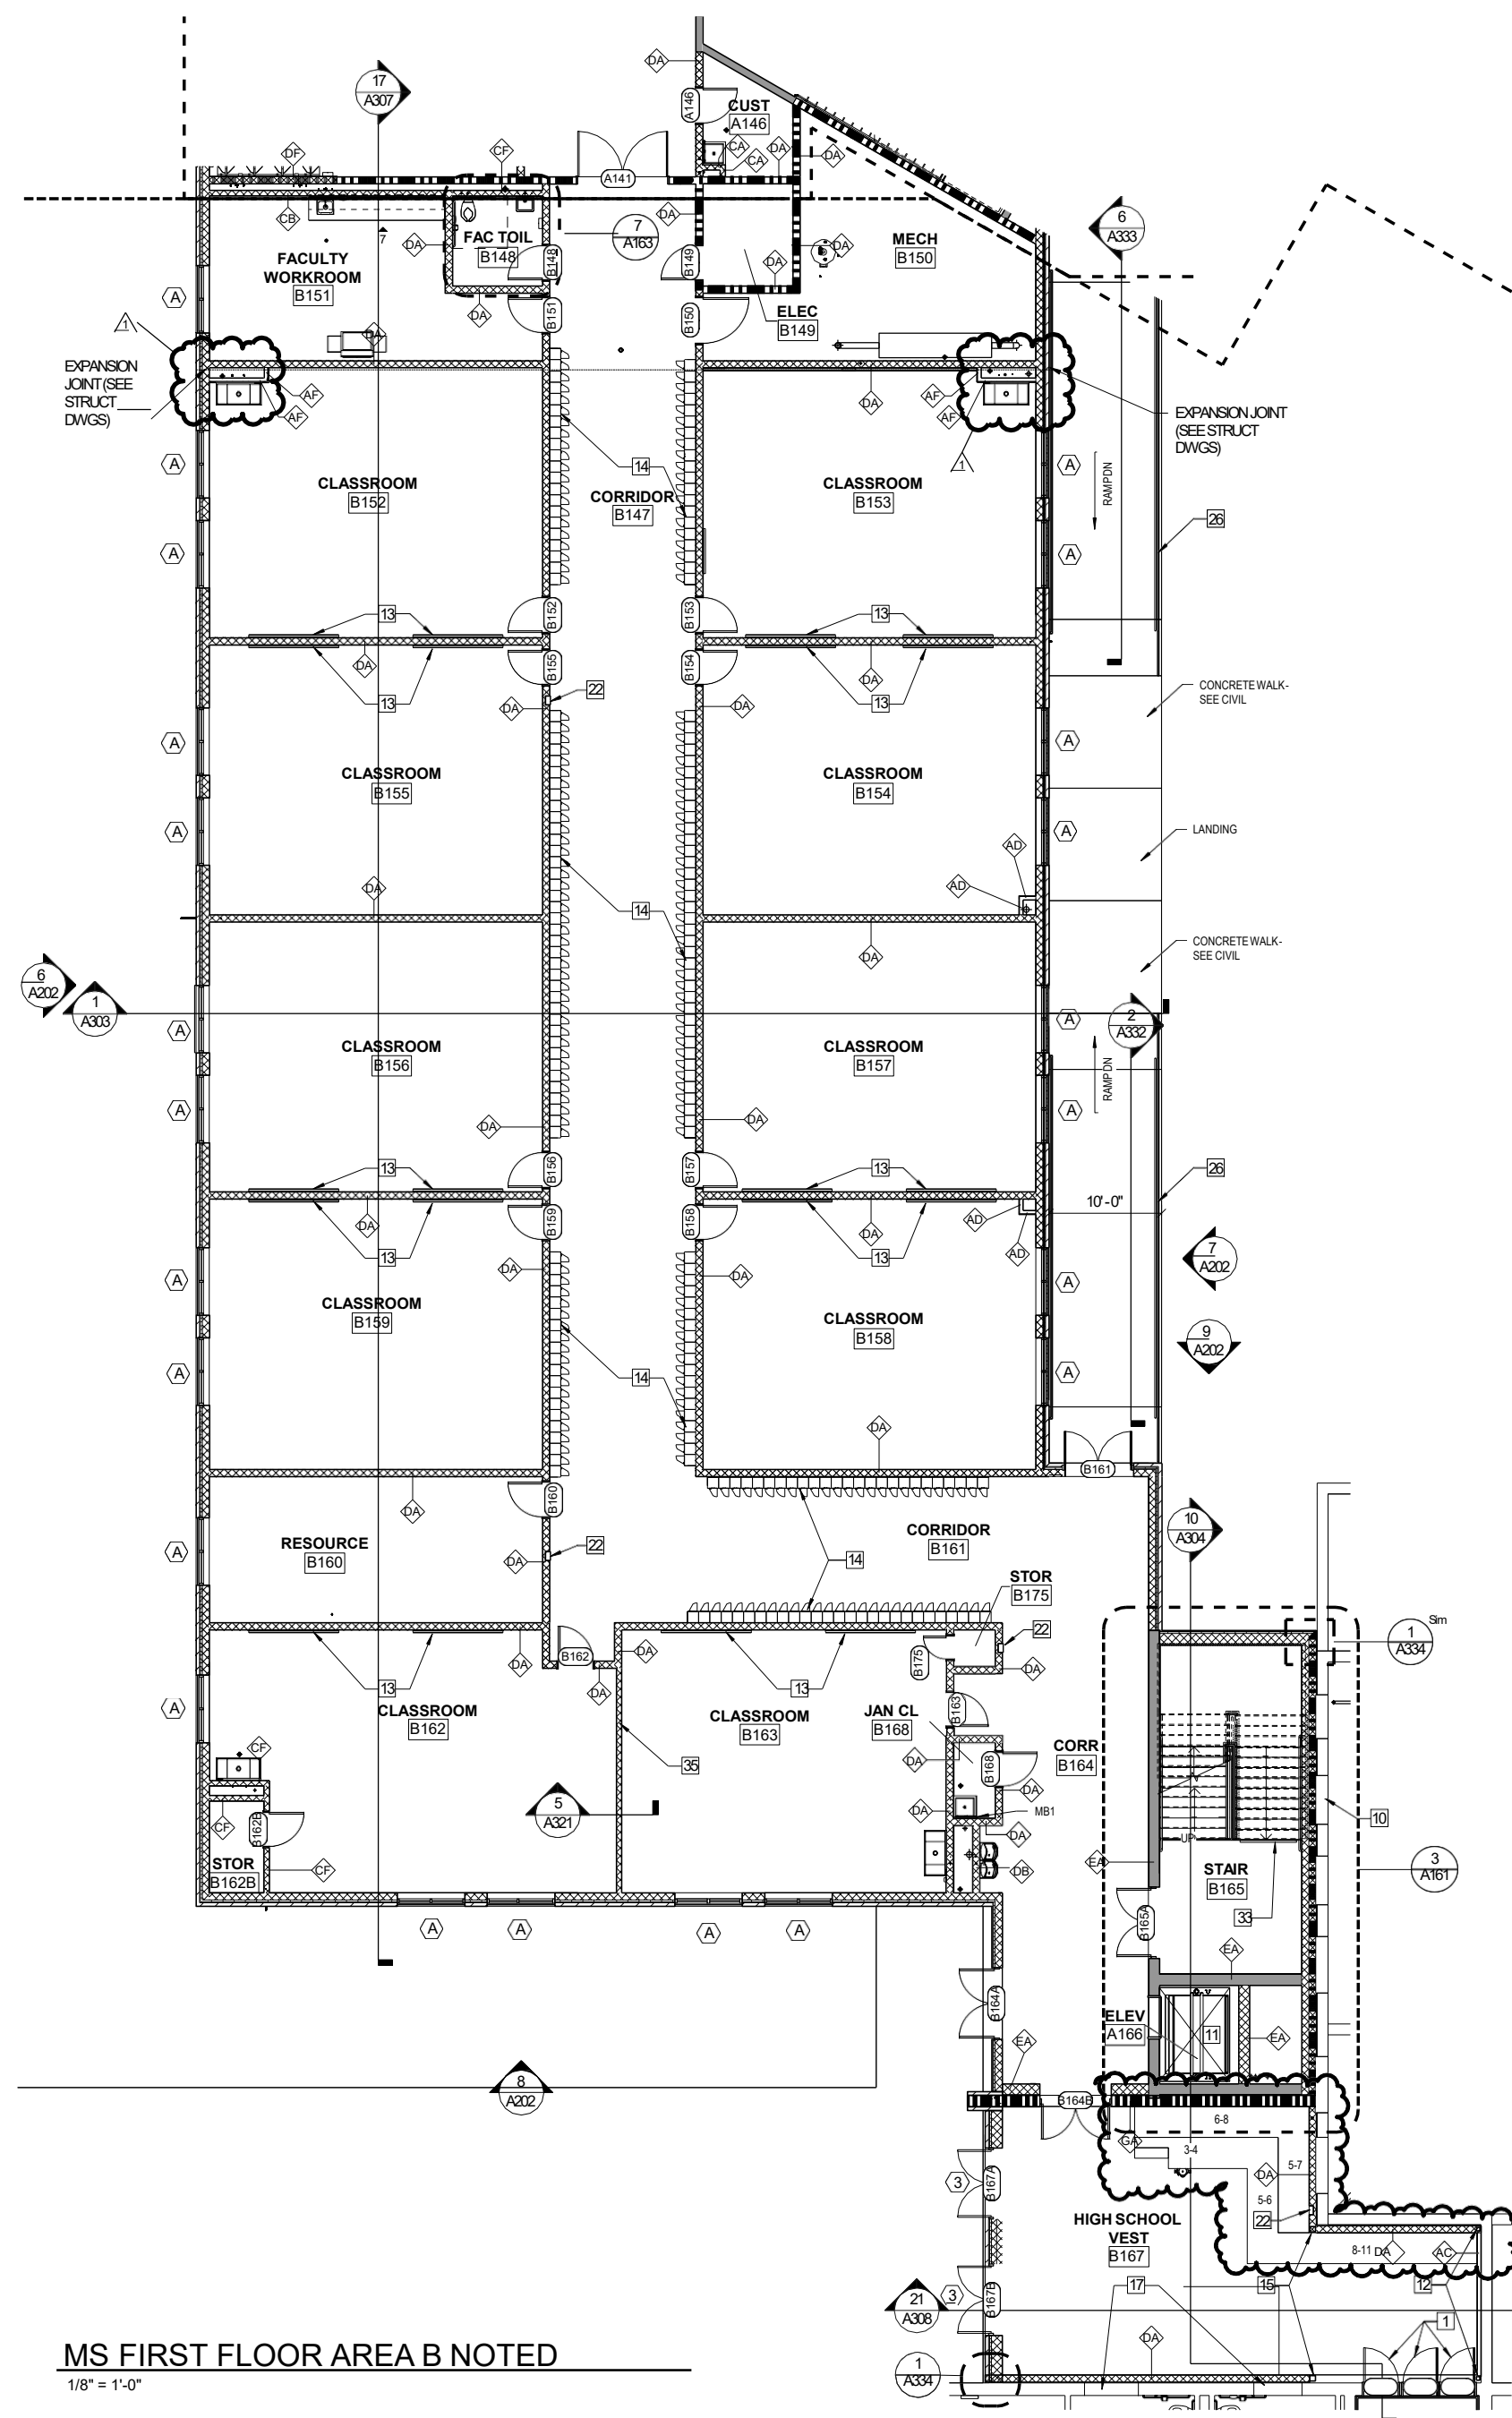 17
A307
DA
A146
CUST
A146
CA
CA
DA
DA
DF
CF
A141
CB
DA
7
A163
6
A333
FAC TOIL
B148
DA
B148
B149
DA
DA
MECH
B150
7
FACULTY
WORKROOM
B151
A
DA
B151
B150
ELEC
B149
1
DA
EXPANSION
JOINT (SEE
STRUCT
DWGS)
AF
AF
DA
AF
AF
1
EXPANSION JOINT
(SEE STRUCT
DWGS)
A
CLASSROOM
B152
14
CORRIDOR
B147
CLASSROOM
B153
A
RAMP DN
26
A
A
13
B152
B153
13
DA
B155
B154
DA
13
DA
22
DA
13
CONCRETE WALK-
SEE CIVIL
A
A
CLASSROOM
B155
CLASSROOM
B154
A
A
LANDING
AD
DA
AD
14
DA
CONCRETE WALK-
SEE CIVIL
6
A202
1
A303
A
A
2
A332
CLASSROOM
B156
CLASSROOM
B157
RAMP DN
A
DA
DA
A
13
B156
B157
13
26
DA
B159
B158
DA
AD
10'-0"
13
DA
DA
13
AD
7
A202
A
A
CLASSROOM
B159
CLASSROOM
B158
9
A202
A
14
A
DA
B161
DA
B160
RESOURCE
B160
A
DA
22
CORRIDOR
B161
10
A304
14
STOR
B175
22
1
A334
Sim
DA
B162
DA
B175
DA
13
DA
13
A
CLASSROOM
B162
CLASSROOM
B163
JAN CL
B168
B163
CORR
B164
CF
35
DA
B168
DA
5
A321
DA
MB1
10
CF
B162B
DA
UP
STOR
B162B
CF
DB
EA
STAIR
B165
3
A161
A
A
A
A
B165A
33
EA
B164A
ELEV
A166
11
EA
EA
8
A202
B164B
6-8
GA
3-4
5-7
3
B167A
DA
5-6
HIGH SCHOOL
VEST
B167
22
8-11
DA
AC
17
15
12
21
A308
3
B167B
1
DA
1
A334
MS FIRST FLOOR AREA B NOTED
1/8" = 1'-0"